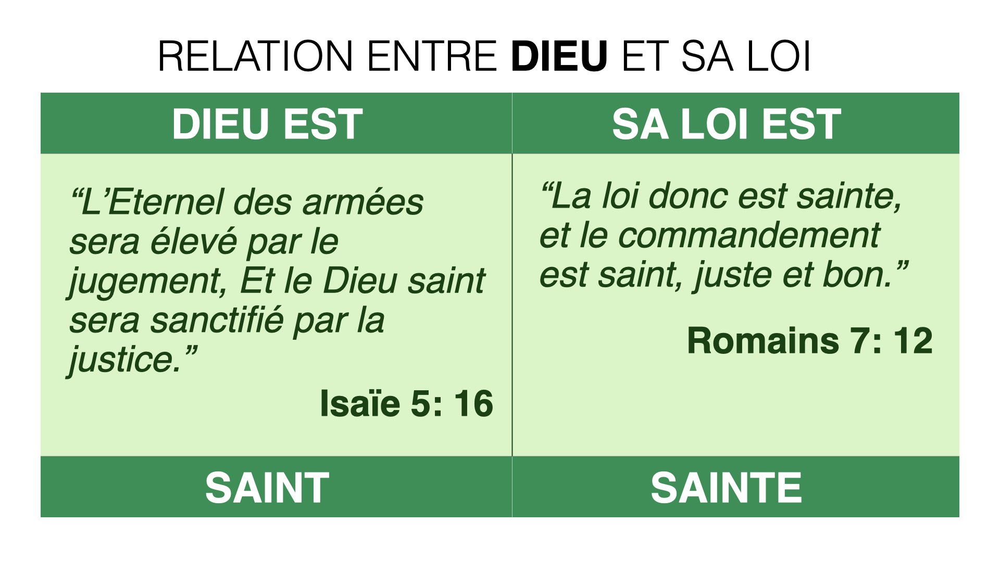 RELATION ENTRE DIEU ET SA LOI
DIEU EST
SA LOI EST
“L’Eternel des armées
sera élevé par le
jugement, Et le Dieu saint
sera sanctifié par la
justice.”
Isaïe 5: 16
“La loi donc est sainte,
et le commandement
est saint, juste et bon.”
Romains 7: 12
SAINT
SAINTE